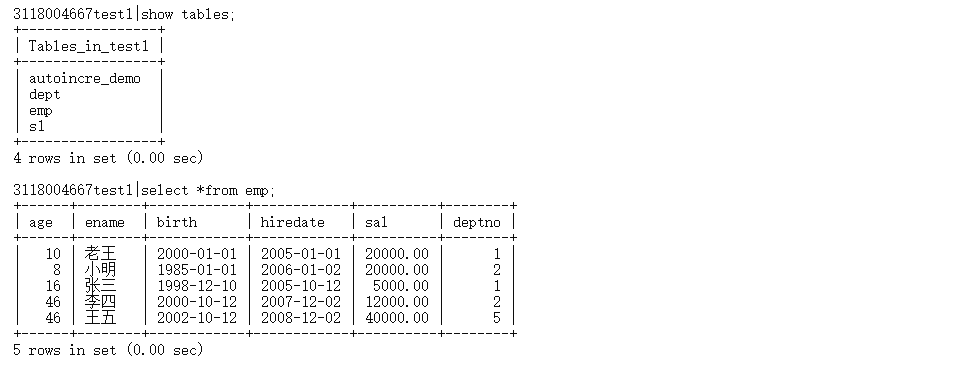 3118004667test1|show tables;
+-----------------+
| Tables_in_test1 |
+-----------------+
| autoincre_demo  |
| dept            |
| emp             |
| s1              |
+-----------------+
4 rows in set (0.00 sec)
3118004667test1|select *from emp;
+------+-------+------------+------------+----------+--------+
| age  | ename | birth      | hiredate   | sal      | deptno |
+------+-------+------------+------------+----------+--------+
|   10 | 老王  | 2000-01-01 | 2005-01-01 | 20000.00 |      1 |
|    8 | 小明  | 1985-01-01 | 2006-01-02 | 20000.00 |      2 |
|   16 | 张三  | 1998-12-10 | 2005-10-12 |  5000.00 |      1 |
|   46 | 李四  | 2000-10-12 | 2007-12-02 | 12000.00 |      2 |
|   46 | 王五  | 2002-10-12 | 2008-12-02 | 40000.00 |      5 |
+------+-------+------------+------------+----------+--------+
5 rows in set (0.00 sec)